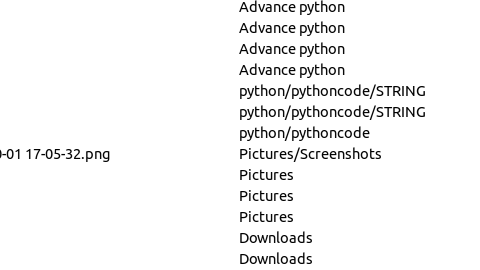 Advance python
Advance python
Advance python
Advance python
python/pythoncode/STRING
python/pythoncode/STRING
python/pythoncode
-01 17-05-32.png Pictures/Screenshots
Pictures
Pictures
Pictures
Downloads
Downloads